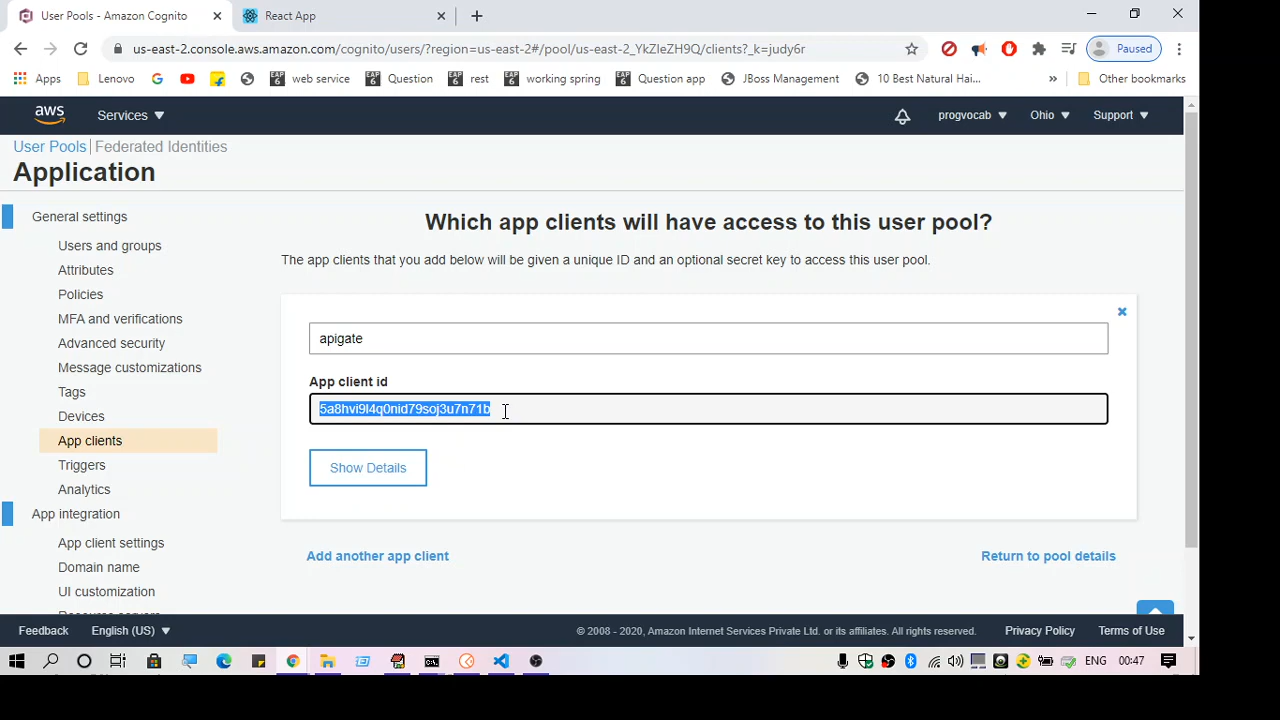 User Pools - Amazon Cognito
React App
us-east-2.console.aws.amazon.com/cognito/users/?region=us-east-2#/pool/us-east-2_YkZIeZH9Q/clients?_k=judy6r
Paused
Apps
Lenovo
web service
Question
rest
working spring
Question app
JBoss Management
10 Best Natural Hai...
»
Other bookmarks
aws
Services
progvocab
Ohio
Support
User Pools | Federated Identities
Application
General settings
Users and groups
Attributes
Policies
MFA and verifications
Advanced security
Message customizations
Tags
Devices
App clients
Triggers
Analytics
App integration
App client settings
Domain name
UI customization
Resource servers
Which app clients will have access to this user pool?
The app clients that you add below will be given a unique ID and an optional secret key to access this user pool.
apigate
App client id
5a8hvi9l4q0nid79soj3u7n71b
Show Details
Add another app client
Return to pool details
Feedback
English (US)
© 2008 - 2020, Amazon Internet Services Private Ltd. or its affiliates. All rights reserved.
Privacy Policy
Terms of Use
ENG
00:47